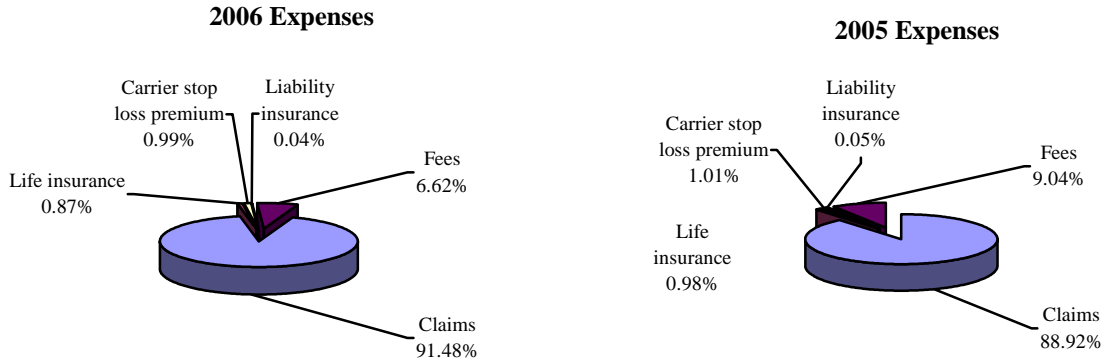 2006 Expenses
Carrier stop
loss premium
0.99%
Liability
insurance
0.04%
Fees
6.62%
Life insurance
0.87%
Claims
91.48%
2005 Expenses
Liability
insurance
0.05%
Carrier stop
loss premium
1.01%
Fees
9.04%
Life
insurance
0.98%
Claims
88.92%